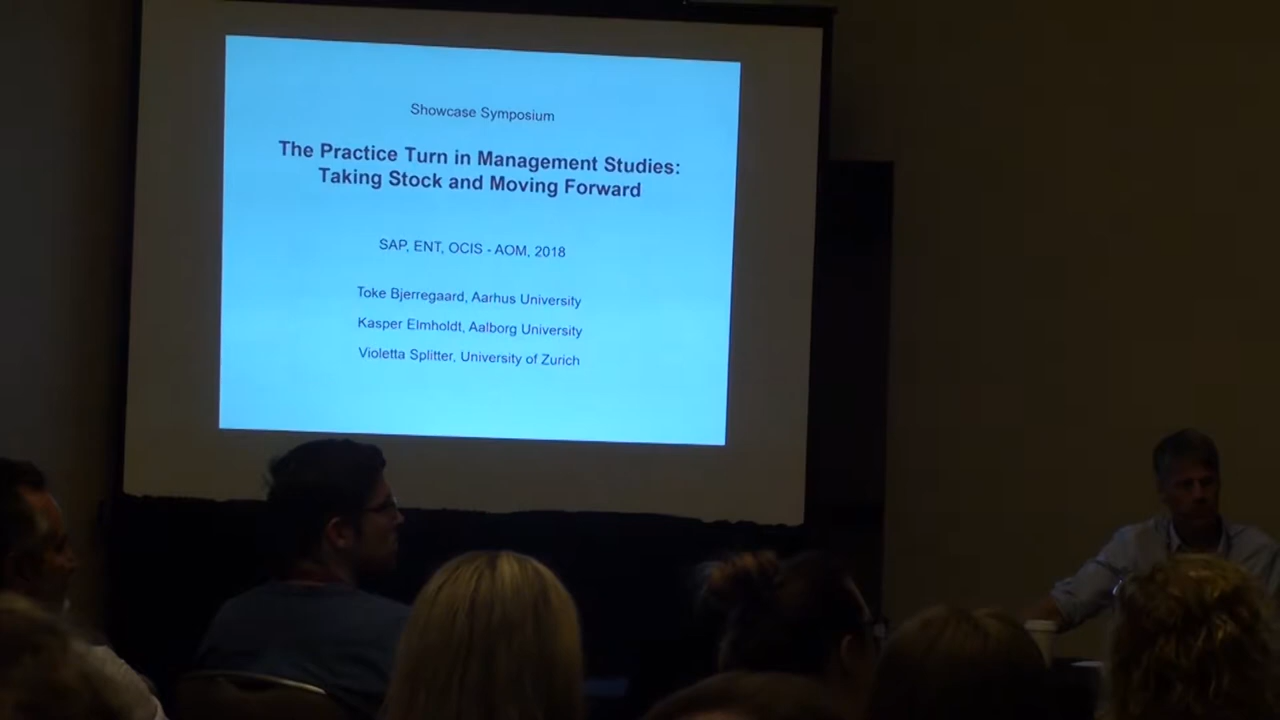 Showcase Symposium
The Practice Turn in Management Studies:
Taking Stock and Moving Forward
SAP, ENT, OCIS - AOM, 2018
Toke Bjerregaard, Aarhus University
Kasper Elmholdt, Aalborg University
Violetta Splitter, University of Zurich